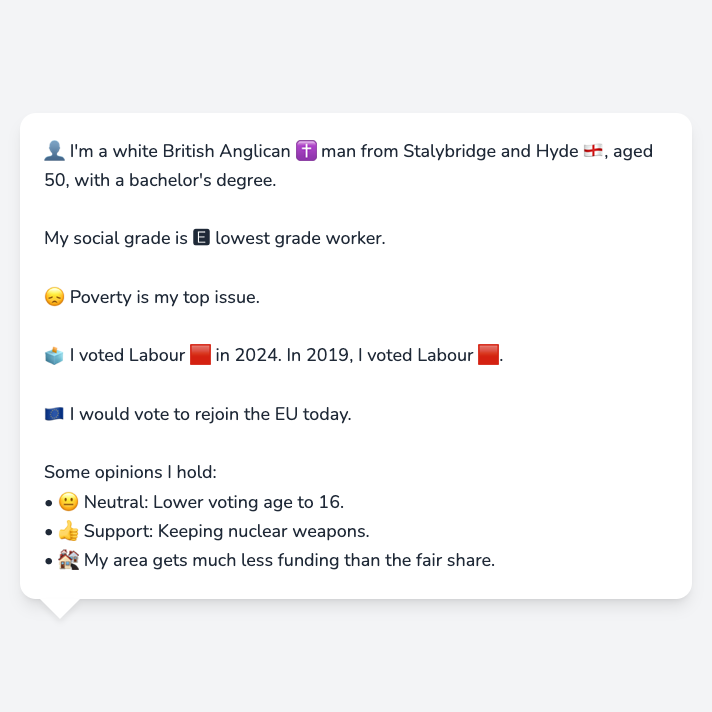 👤 I'm a white British Anglican ✝️ man from Stalybridge and Hyde 🏴󠁧󠁢󠁥󠁮󠁧󠁿, aged
50, with a bachelor's degree.
My social grade is 🅴 lowest grade worker.
😞 Poverty is my top issue.
🗳️ I voted Labour 🟥 in 2024. In 2019, I voted Labour 🟥.
🇪🇺 I would vote to rejoin the EU today.
Some opinions I hold:
• 😐 Neutral: Lower voting age to 16.
• 👍 Support: Keeping nuclear weapons.
• 🏚️ My area gets much less funding than the fair share.